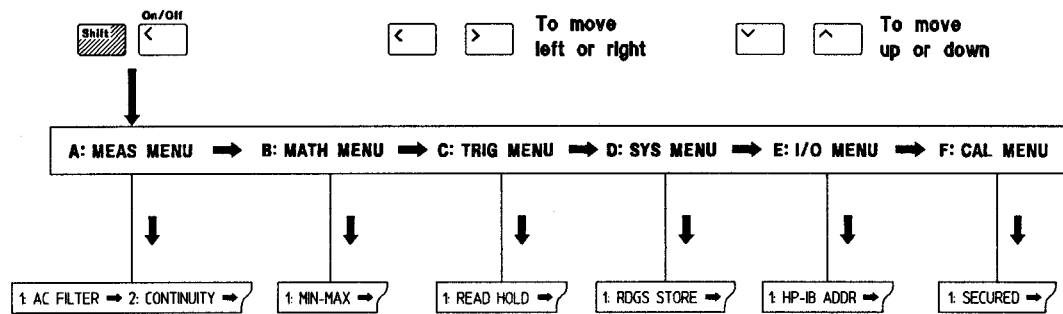 On/Off
Shift < < > To move left or right ∨ ∧ To move up or down
A: MEAS MENU ➡ B: MATH MENU ➡ C: TRIG MENU ➡ D: SYS MENU ➡ E: I/O MENU ➡ F: CAL MENU
1: AC FILTER ➡ 2: CONTINUITY ➡ 1: MIN-MAX ➡ 1: READ HOLD ➡ 1: RDGS STORE ➡ 1: HP-IB ADDR ➡ 1: SECURED ➡